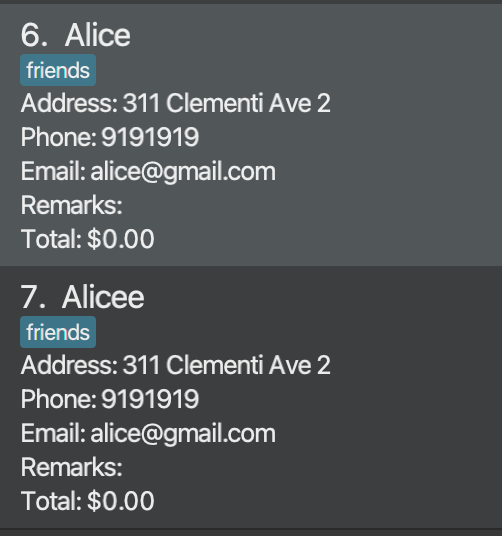 6. Alice
friends
Address: 311 Clementi Ave 2
Phone: 9191919
Email: alice@gmail.com
Remarks:
Total: $0.00
7. Alicee
friends
Address: 311 Clementi Ave 2
Phone: 9191919
Email: alice@gmail.com
Remarks:
Total: $0.00